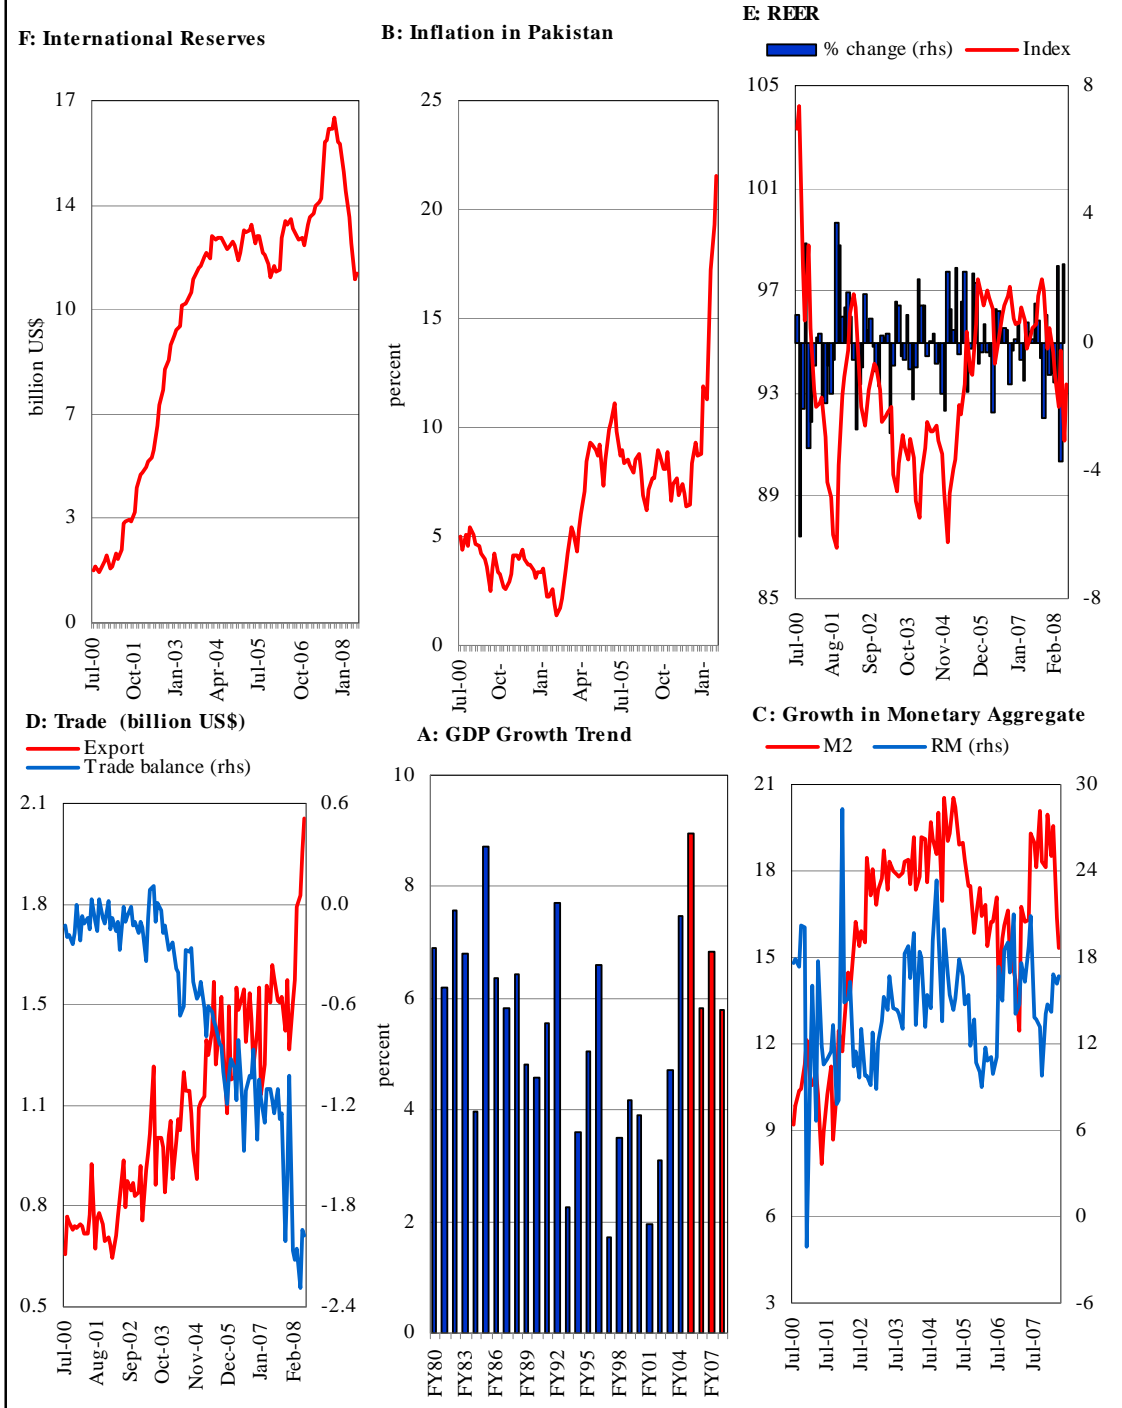 F: International Reserves
17
14
10
7
3
0
billion US$
Jul-00
Oct-01
Jan-03
Apr-04
Jul-05
Oct-06
Jan-08
B: Inflation in Pakistan
25
20
15
10
5
0
percent
Jul-00
Oct-
Jan-
Apr-
Jul-05
Oct-
Jan-
E: REER
% change (rhs)
Index
105
101
97
93
89
85
8
4
0
-4
-8
Jul-00
Aug-01
Sep-02
Oct-03
Nov-04
Dec-05
Jan-07
Feb-08
D: Trade (billion US$)
Export
Trade balance (rhs)
2.1
1.8
1.5
1.1
0.8
0.5
0.6
0.0
-0.6
-1.2
-1.8
-2.4
Jul-00
Aug-01
Sep-02
Oct-03
Nov-04
Dec-05
Jan-07
Feb-08
A: GDP Growth Trend
10
8
6
4
2
0
percent
FY80
FY83
FY86
FY89
FY92
FY95
FY98
FY01
FY04
FY07
C: Growth in Monetary Aggregate
M2
RM (rhs)
21
18
15
12
9
6
3
30
24
18
12
6
0
-6
Jul-00
Jul-01
Jul-02
Jul-03
Jul-04
Jul-05
Jul-06
Jul-07